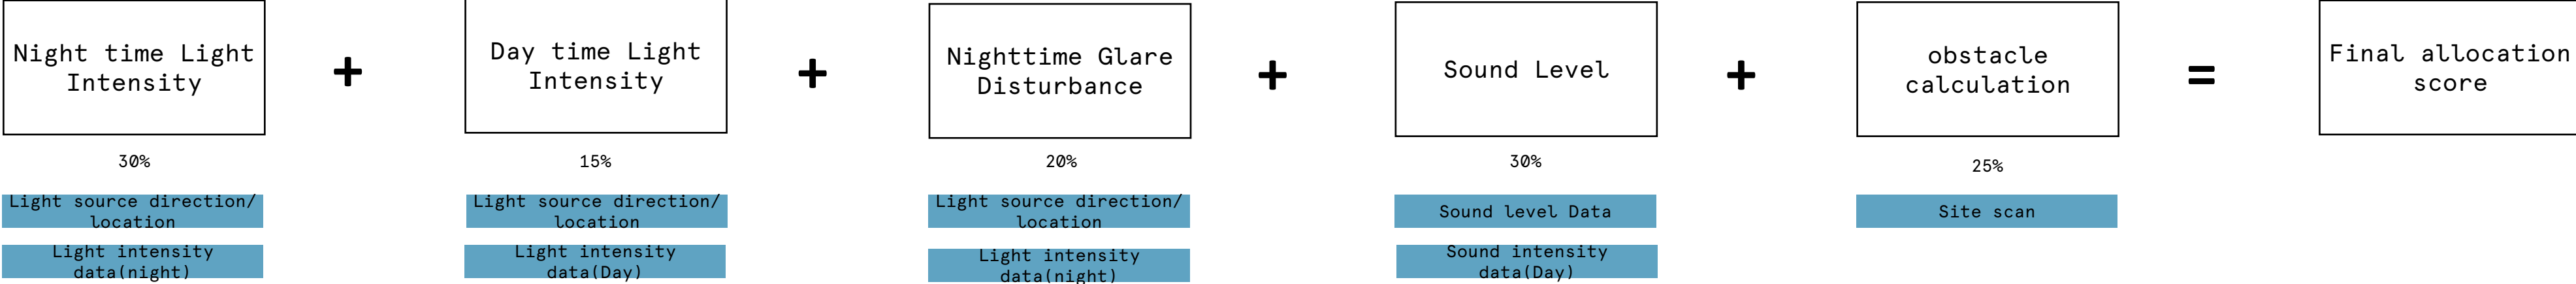 Night time Light
Intensity
+
Day time Light
Intensity
+
Nighttime Glare
Disturbance
+
Sound Level
+
obstacle
calculation
=
Final allocation
score
30%
15%
20%
30%
25%
Light source direction/
location
Light source direction/
location
Light source direction/
location
Sound level Data
Site scan
Light intensity
data(night)
Light intensity
data(Day)
Light intensity
data(night)
Sound intensity
data(Day)